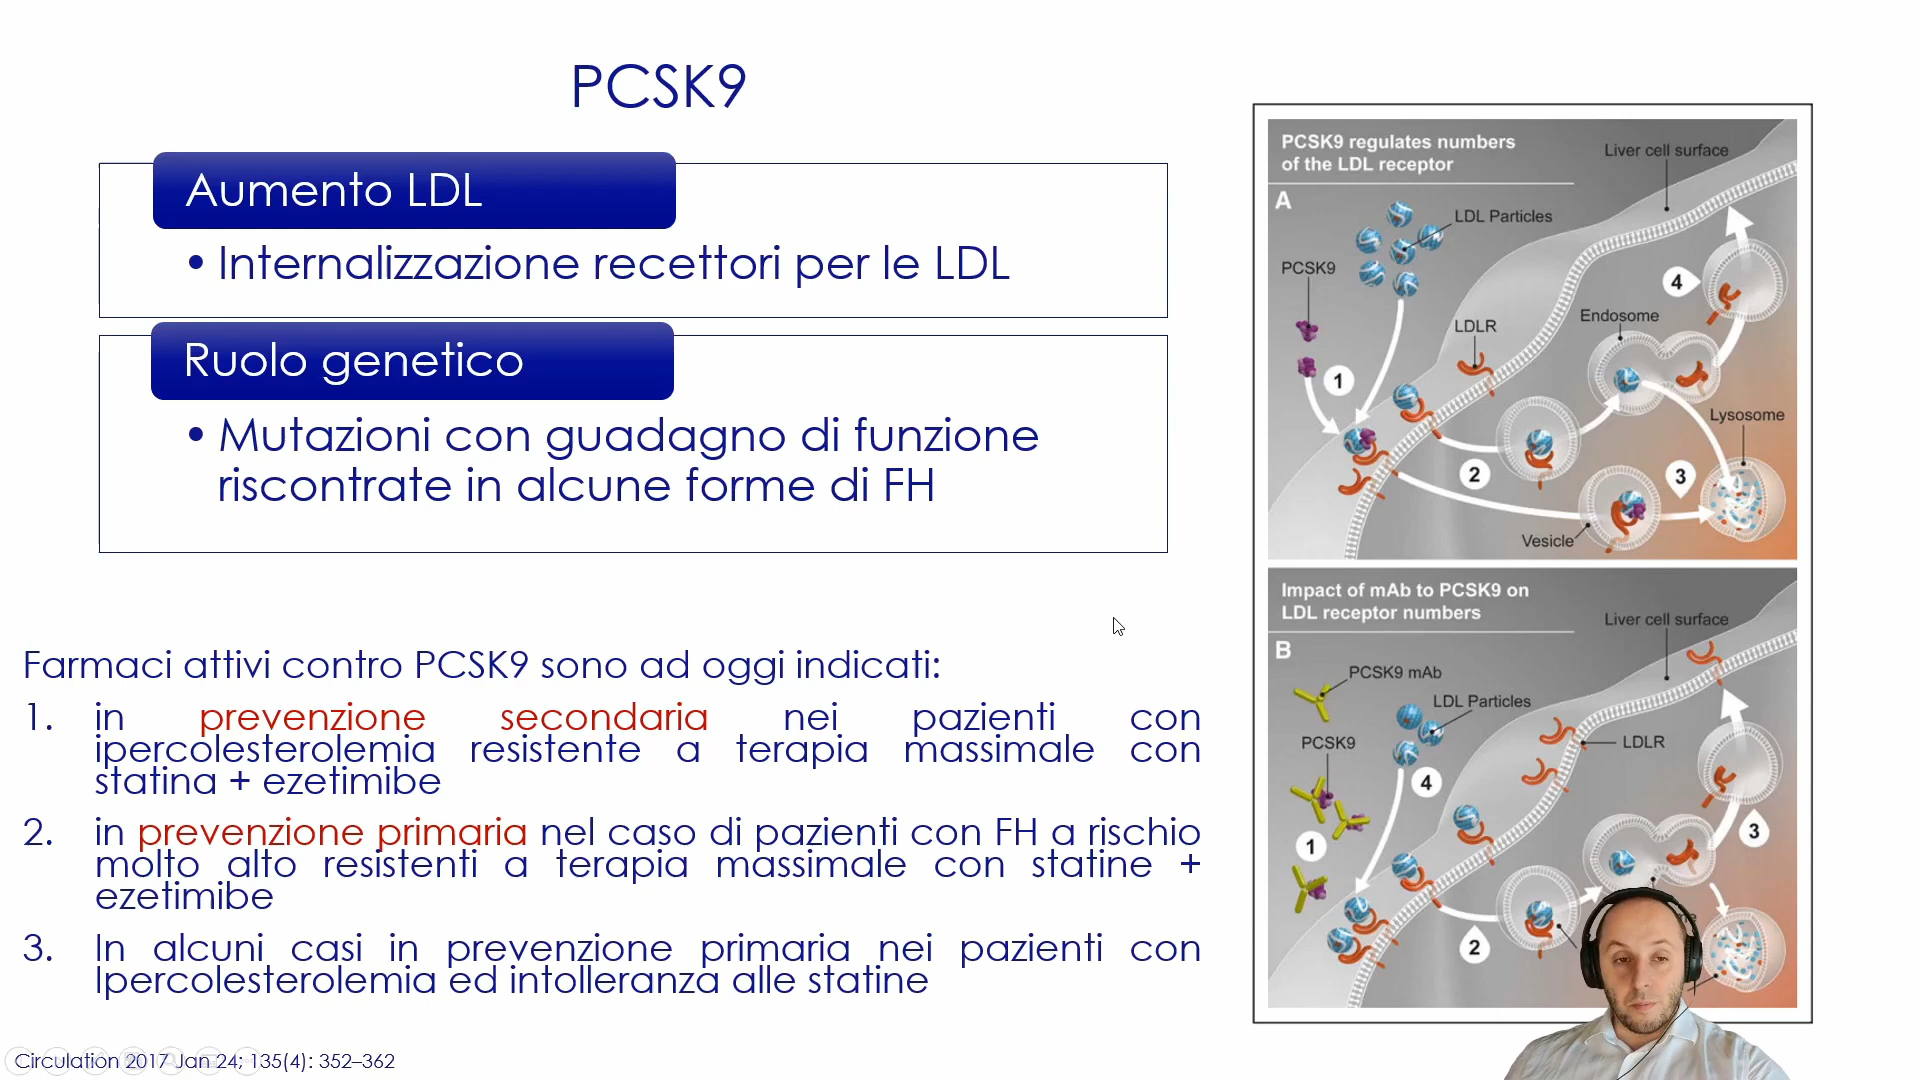 PCSK9
Aumento LDL
• Internalizzazione recettori per le LDL
Ruolo genetico
• Mutazioni con guadagno di funzione
riscontrate in alcune forme di FH
Farmaci attivi contro PCSK9 sono ad oggi indicati:
1. in prevenzione secondaria nei pazienti con
ipercolesterolemia resistente a terapia massimale con
statina + ezetimibe
2. in prevenzione primaria nel caso di pazienti con FH a rischio
molto alto resistenti a terapia massimale con statine +
ezetimibe
3. In alcuni casi in prevenzione primaria nei pazienti con
Ipercolesterolemia ed intolleranza alle statine
Circulation 2017 Jan 24; 135(4): 352–362
PCSK9 regulates numbers
of the LDL receptor
Liver cell surface
A
LDL Particles
PCSK9
4
Endosome
LDLR
1
Lysosome
2
3
Vesicle
Impact of mAb to PCSK9 on
LDL receptor numbers
Liver cell surface
B
PCSK9 mAb
LDL Particles
PCSK9
LDLR
4
3
1
2